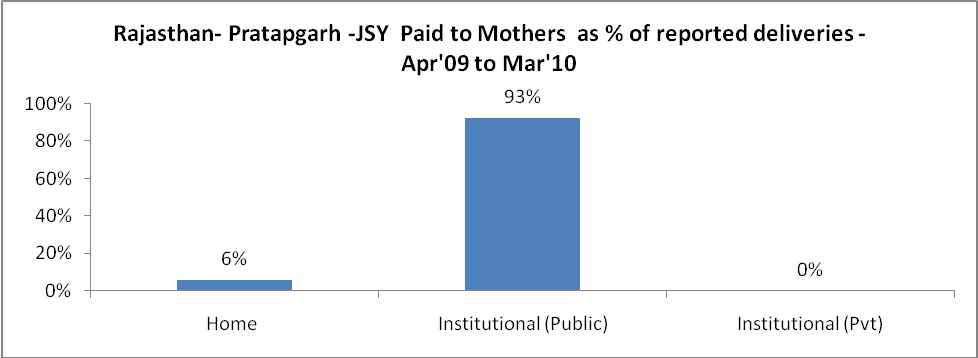 Rajasthan- Pratapgarh -JSY Paid to Mothers as % of reported deliveries -
Apr'09 to Mar'10
93%
100%
80%
60%
40%
20%
0%
6%
0%
Home
Institutional (Public)
Institutional (Pvt)